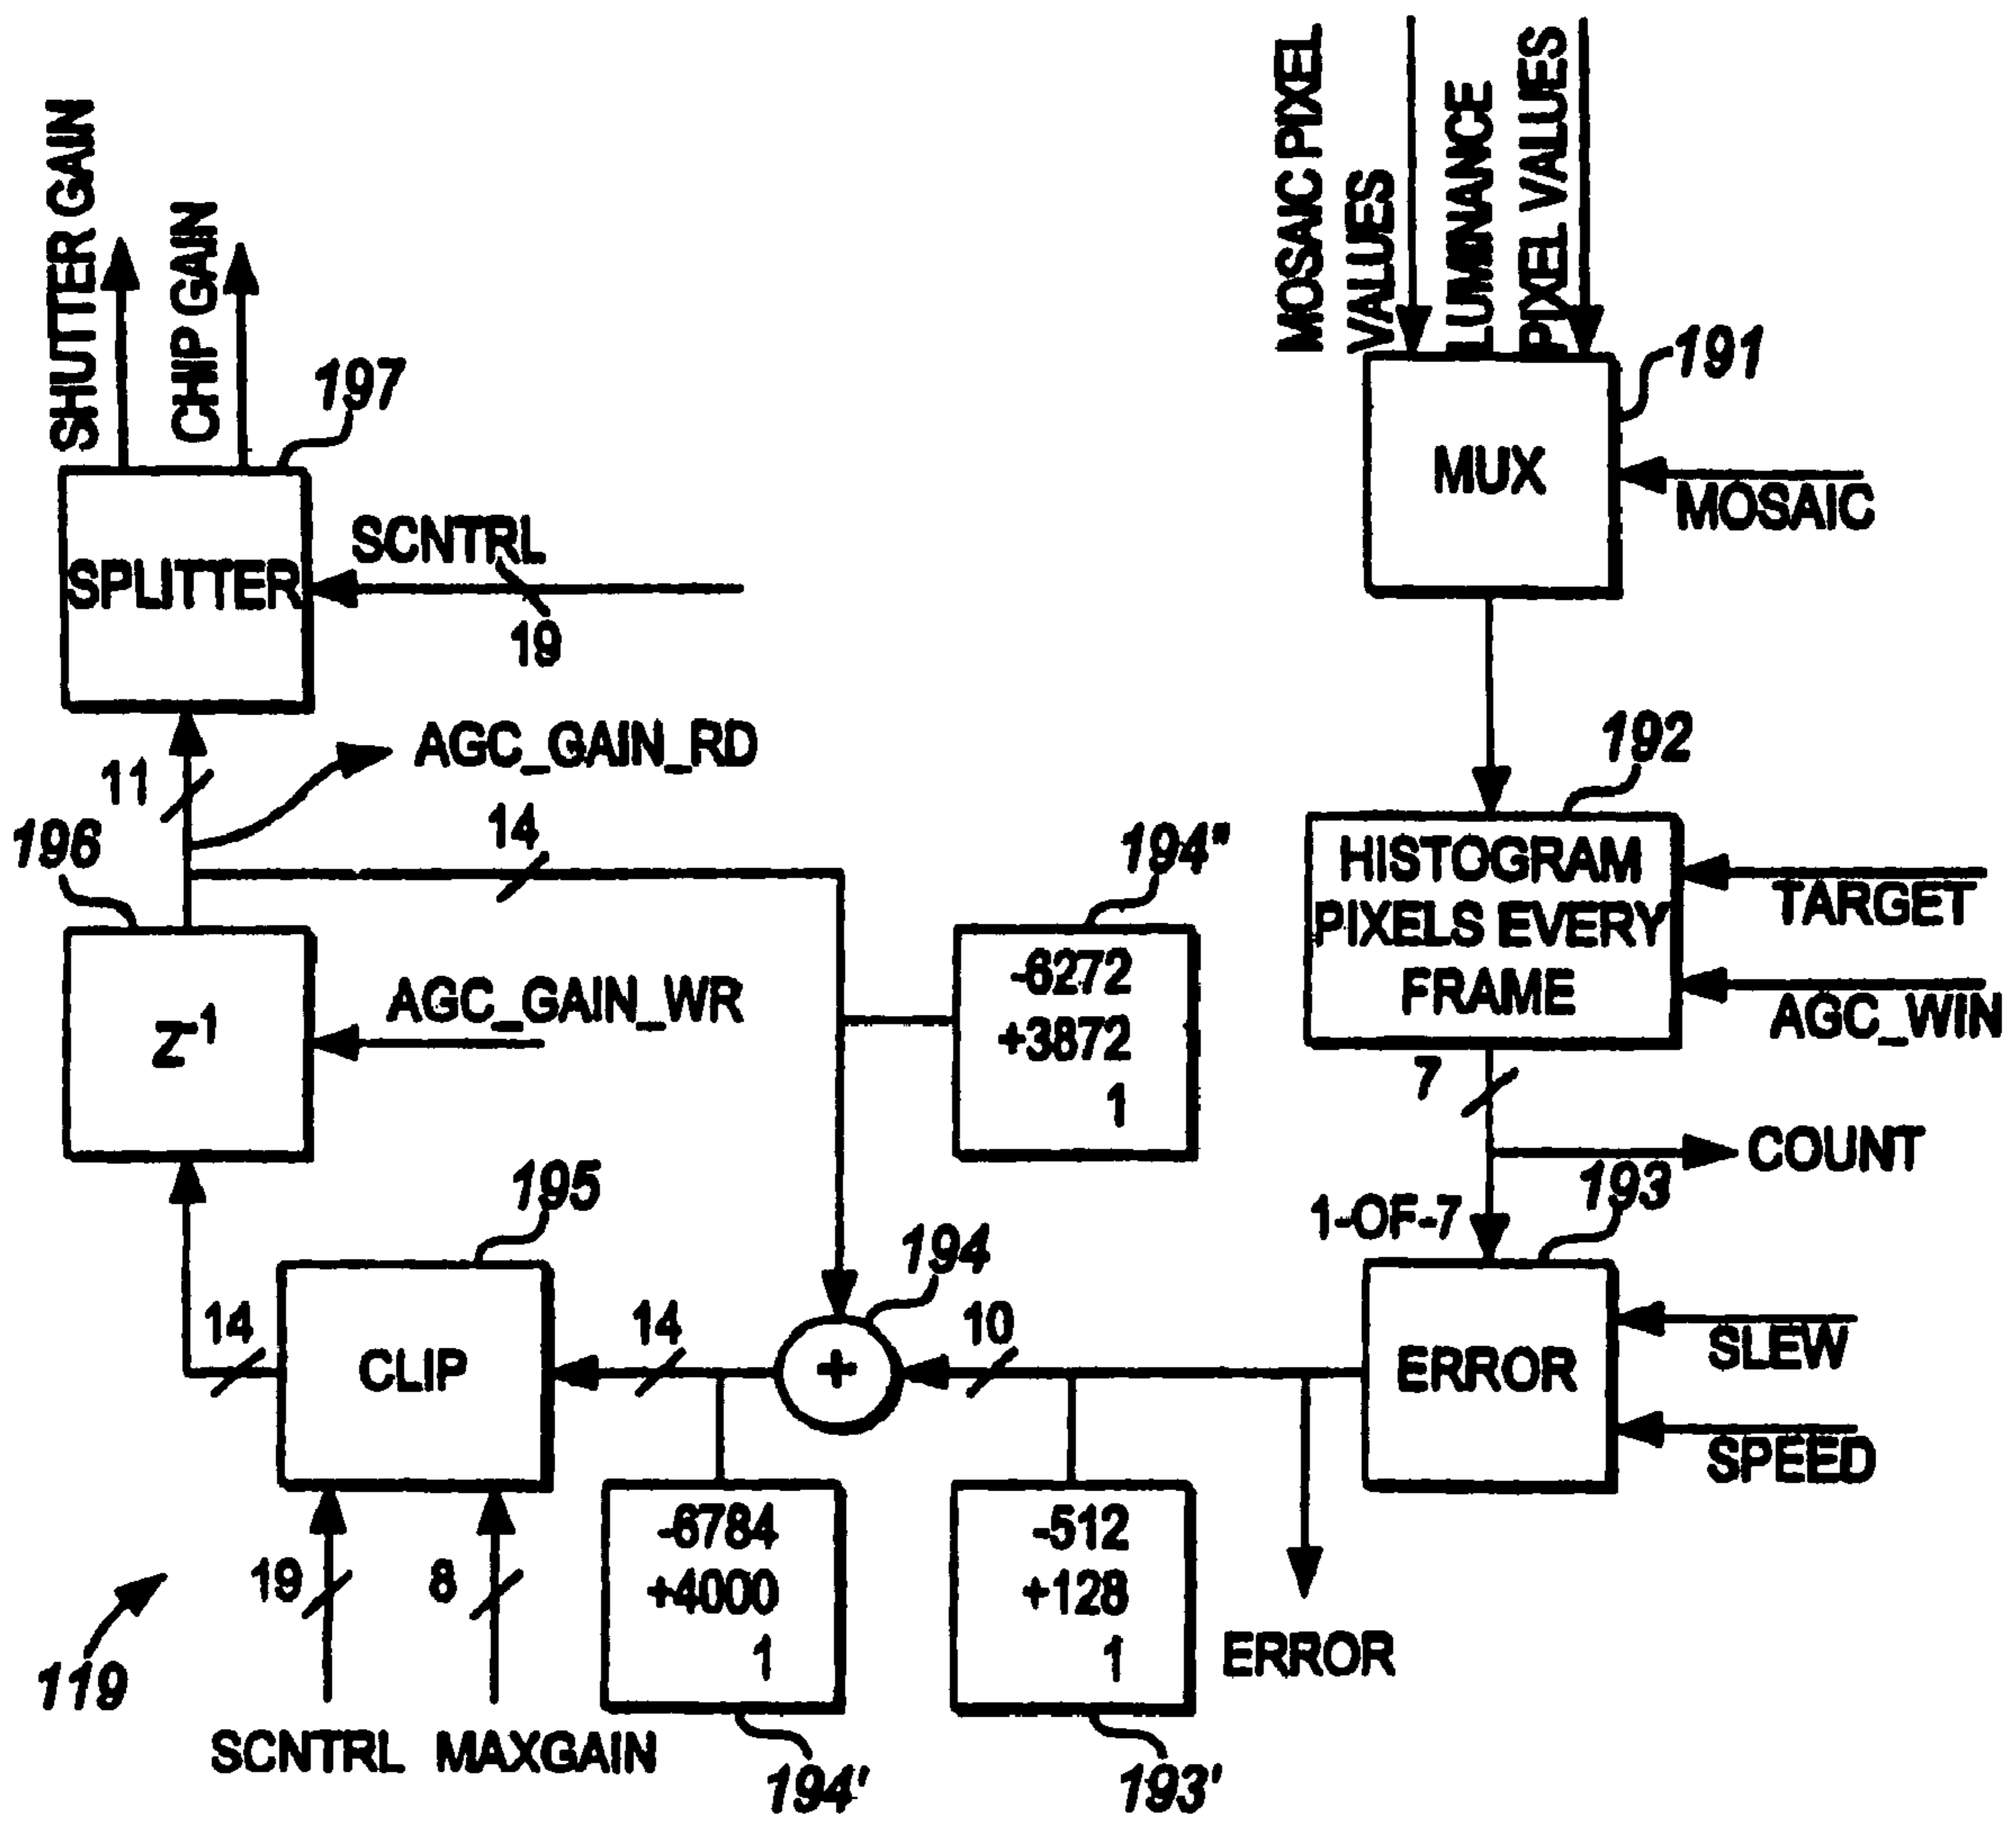 MOSAIC PIXEL
VALUES
LUMINANCE
PIXEL VALUES
SHUTTER GAIN
CHIP GAIN
197
191
MUX
MOSAIC
SCNTRL
SPLITTER
19
192
AGC_GAIN_RD
11
14
196
194"
HISTOGRAM
PIXELS EVERY
FRAME
TARGET
AGC_WIN
-6272
+3872
1
AGC_GAIN_WR
Z-1
7
COUNT
195
193
1-OF-7
194
14
CLIP
14
+
10
ERROR
SLEW
SPEED
19
8
-6784
+4000
1
-512
+128
1
ERROR
119
SCNTRL
MAXGAIN
194'
193'